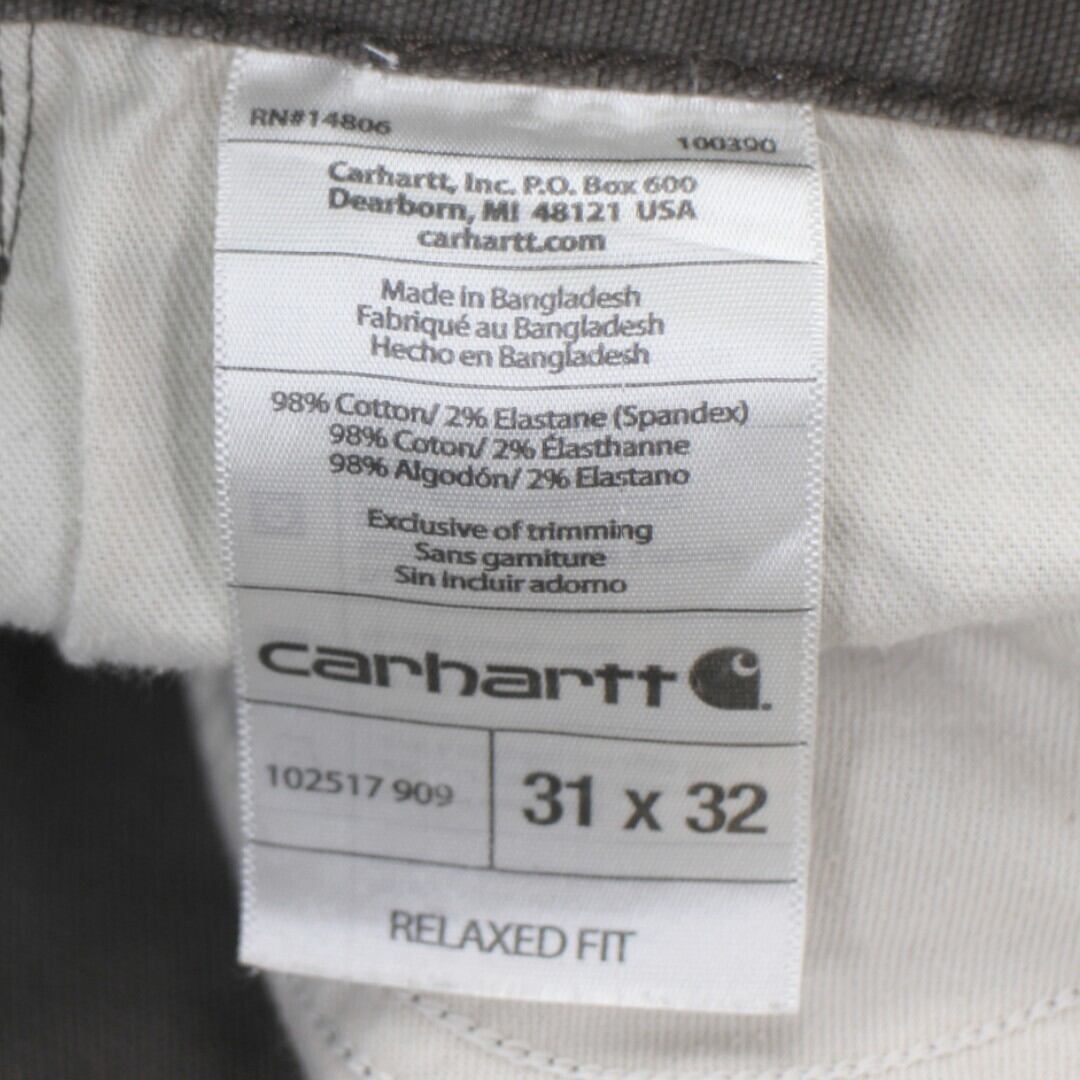 RN#14806
100390
Carhartt, Inc. P.O. Box 600
Dearborn, MI 48121 USA
carhartt.com
Made in Bangladesh
Fabriqué au Bangladesh
Hecho en Bangladesh
98% Cotton/ 2% Elastane (Spandex)
98% Coton/ 2% Élasthanne
98% Algodón/ 2% Elastano
Exclusive of trimming
Sans garniture
Sin incluir adorno
carhartt
102517 909
31 x 32
RELAXED FIT